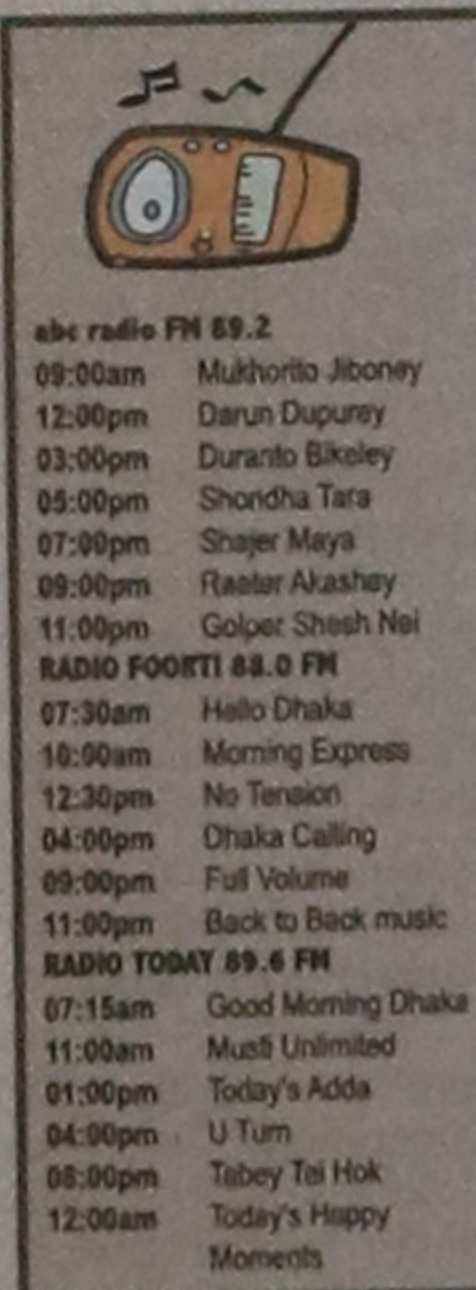 abc radio FM 89.2
09:00am Mukhorito Jiboney
12:00pm Darun Dupurey
03:00pm Duranto Bikeley
05:00pm Shondha Tara
07:00pm Shajer Maya
09:00pm Raater Akashey
11:00pm Golper Shesh Nei
RADIO FOORTI 88.0 FM
07:30am Hello Dhaka
10:00am Morning Express
12:30pm No Tension
04:00pm Dhaka Calling
09:00pm Full Volume
11:00pm Back to Back music
RADIO TODAY 89.6 FM
07:15am Good Morning Dhaka
11:00am Musti Unlimited
01:00pm Today's Adda
04:00pm U Turn
08:00pm Tabey Tai Hok
12:00am Today's Happy
Moments